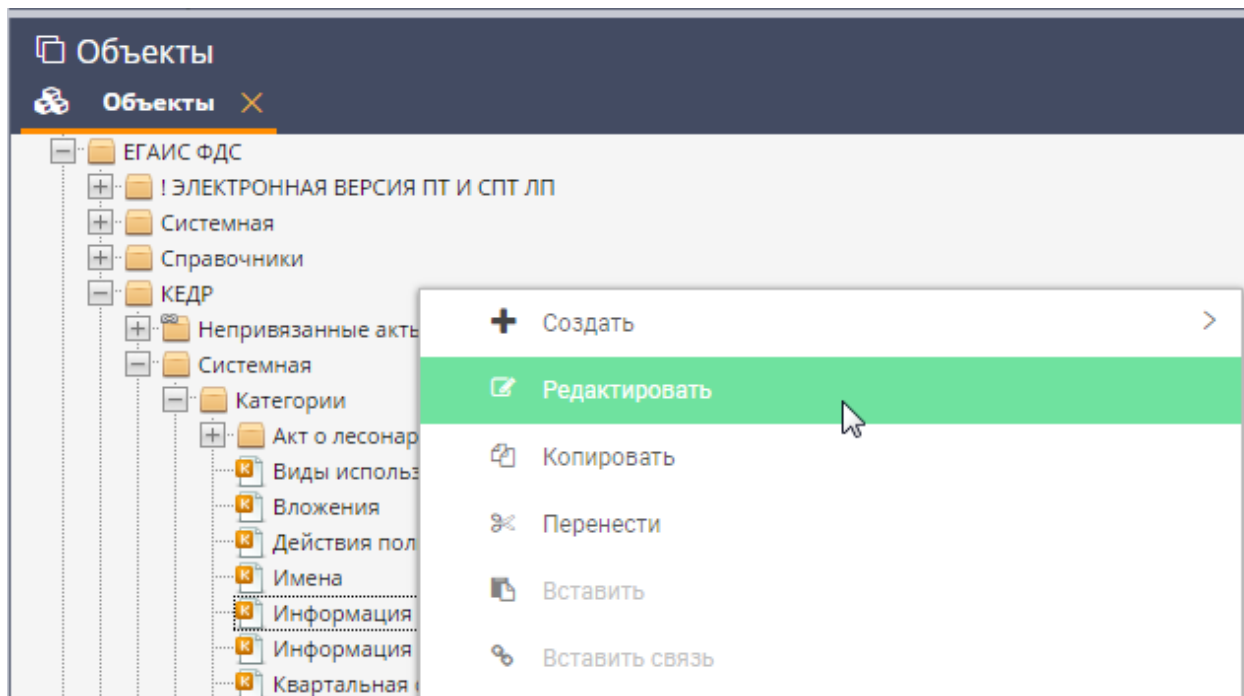 Объекты
Объекты
ЕГАИС ФДС
! ЭЛЕКТРОННАЯ ВЕРСИЯ ПТ И СПТ ЛП
Системная
Справочники
КЕДР
Непривязанные акты
Системная
Категории
Акт о лесонар
Виды использ
Вложения
Действия пол
Имена
Информация
Информация
Квартальная
Создать
Редактировать
Копировать
Перенести
Вставить
Вставить связь